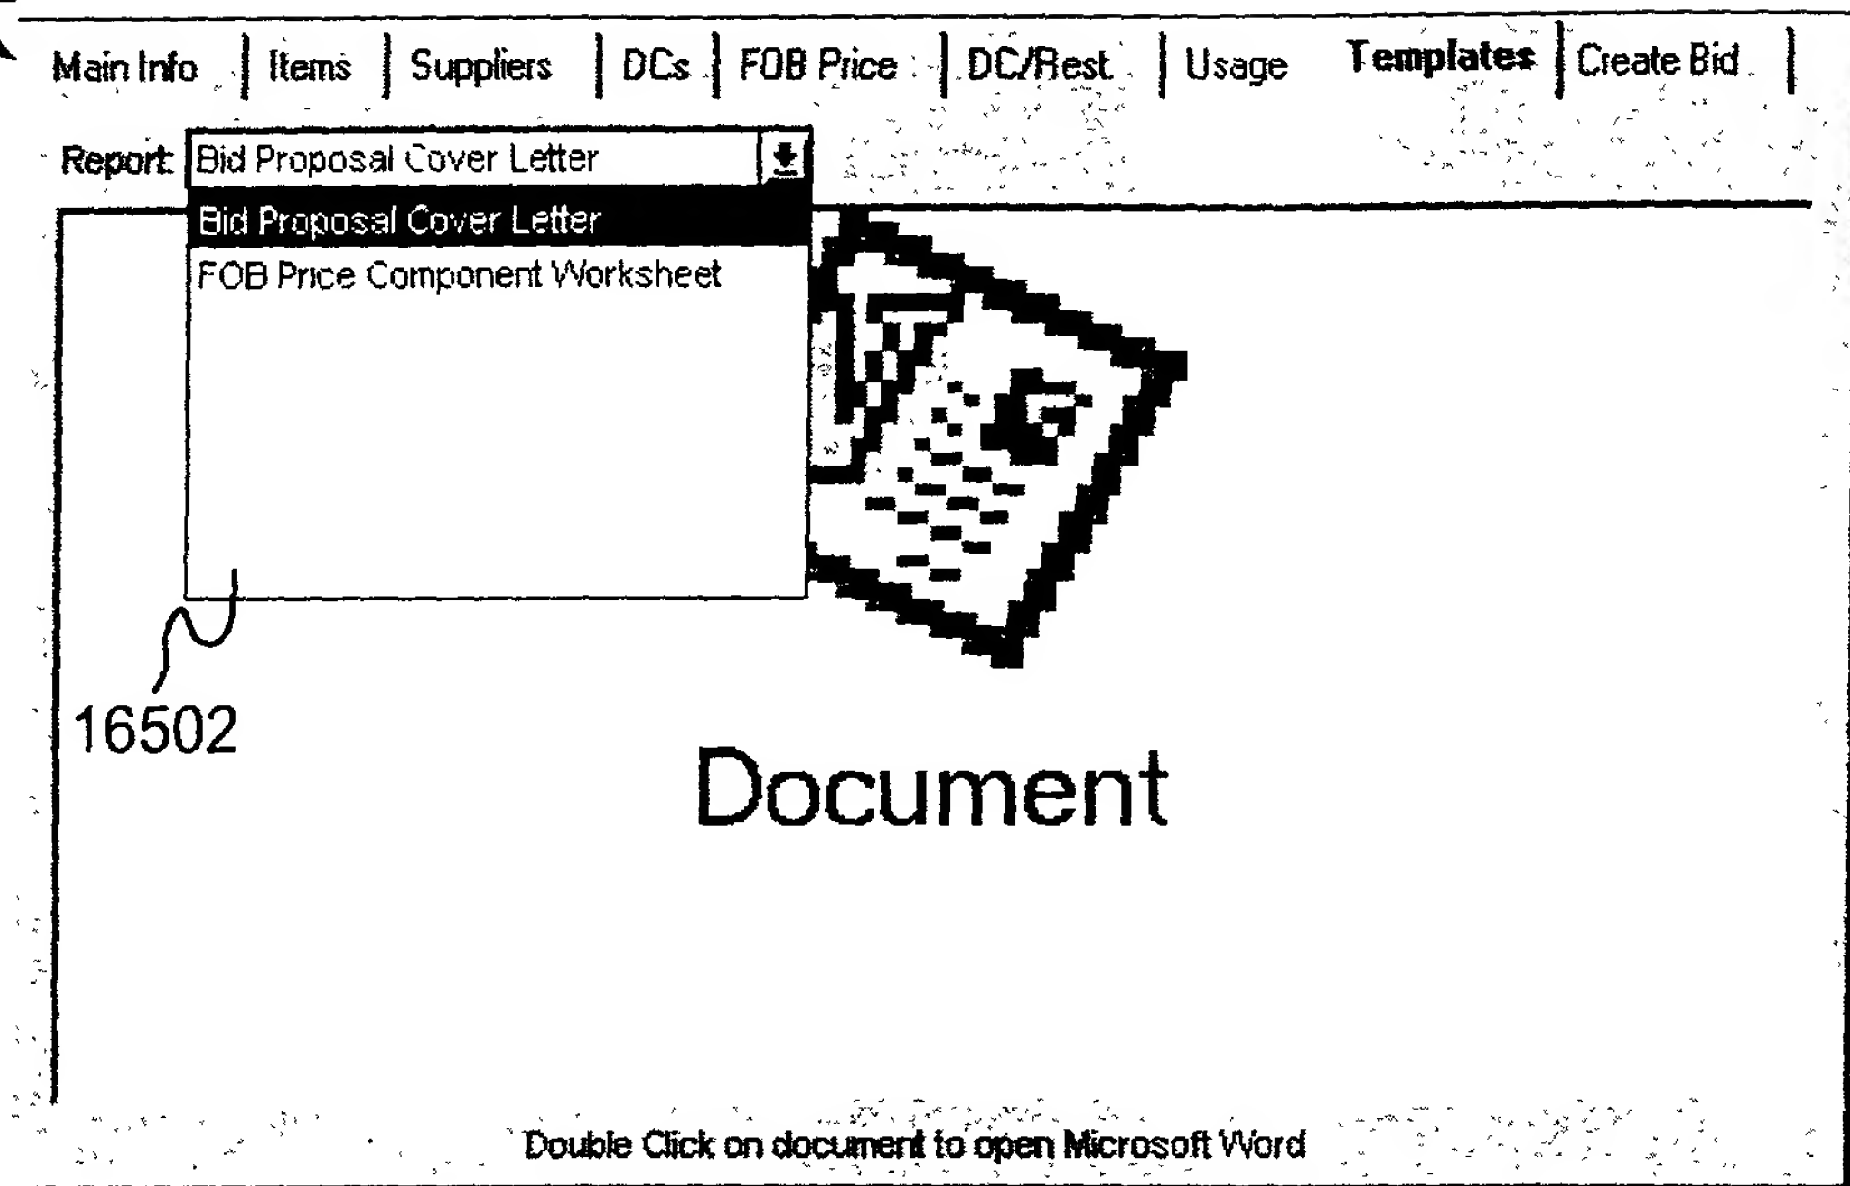 Main Info | Items | Suppliers | DCs | FOB Price | DC/Rest. | Usage Templates | Create Bid |
Report: Bid Proposal Cover Letter
Bid Proposal Cover Letter
FOB Price Component Worksheet
16502
Document
Double Click on document to open Microsoft Word